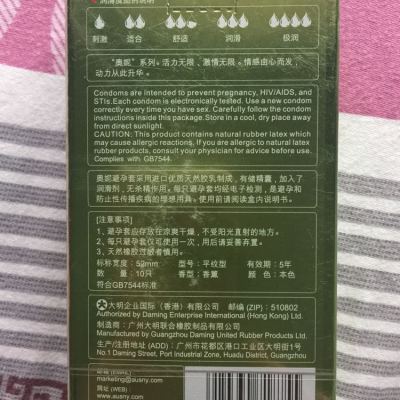 润滑度图例说明
刺激 适合 舒适 润滑 极润
“奥妮”系列。活力无限，激情无限。情感由心而发，
动力从此升华。
Condoms are intended to prevent pregnancy, HIV/AIDS, and
STIs.Each condom is electronically tested. Use a new condom
correctly every time you have sex. Carefully follow the condom
instructions inside this package.Store in a cool, dry place away
from direct sunlight.
CAUTION: This product contains natural rubber latex which
may cause allergic reactions. If you are allergic to natural latex
rubber products, consult your physician for advice before use.
Complies with GB7544.
奥妮避孕套采用进口优质天然胶乳制成，有储精囊，加入了
润滑剂，无杀精作用。每只避孕套均经电子检测，是避孕和
防止性传播疾病的理想用具。使用前请阅读盒内说明书。
【注意事项】
1、避孕套应存放在凉爽干燥，不受阳光直射的地方。
2、每只避孕套仅可使用一次，用后请妥善弃置。
3、天然橡胶过敏者慎用。
标称宽度：52mm 型号：平纹型 有效期：5年
数量：10只 香型：香薰 颜色：本色
符合GB7544标准
大明企业国际（香港）有限公司 邮编 (ZIP)：510802
Authorized by Daming Enterprise International
(Hong Kong) Ltd.
制造商：广州大明联合橡胶制品有限公司
Manufacture by Guangzhou Daming United Rubber Products Ltd.
生产/注册地址：广州市花都区港口工业区大明街1号
No.1 Daming Street, Port Industrial Zone, Huadu District, Guangzhou
marketing@ausny.com
网址 (WEB)：
www.ausny.com